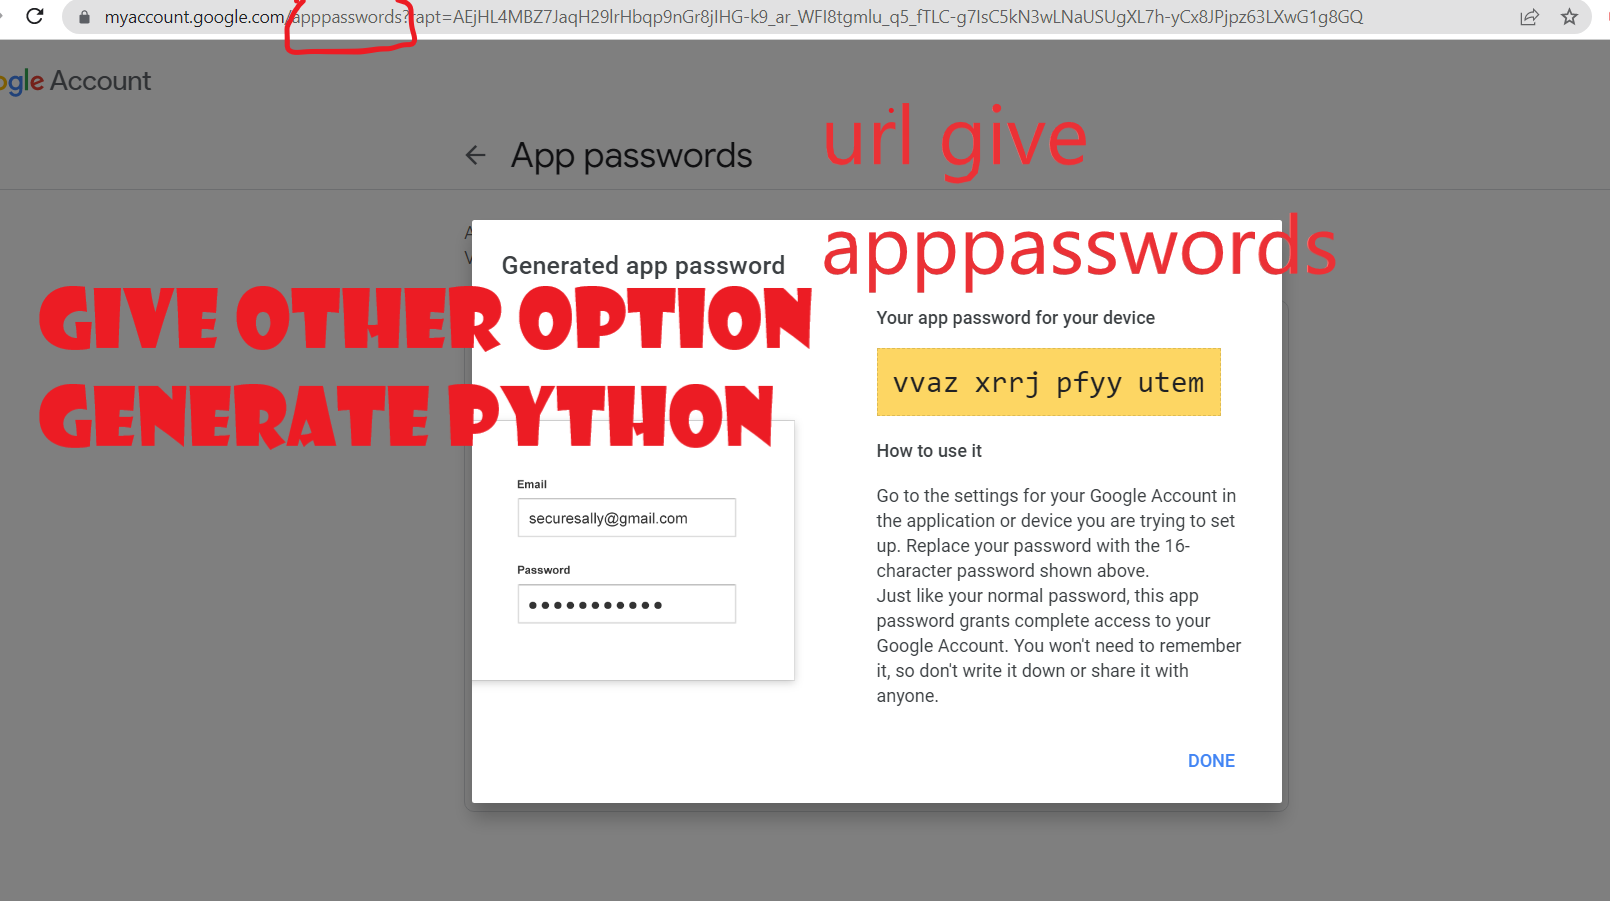 myaccount.google.com/apppasswords?rapt=AEjHL4MBZ7JaqH29lrHbqp9nGr8jIHG-k9_ar_WFI8tgmlu_q5_fTLC-g7IsC5kN3wLNaUSUgXL7h-yCx8JPjpz63LXwG1g8GQ
ogle Account
App passwords
url give
apppasswords
Generated app password
GIVE OTHER OPTION
GENERATE PYTHON
Email
securesally@gmail.com
Password
Your app password for your device
vvaz xrrj pfyy utem
How to use it
Go to the settings for your Google Account in
the application or device you are trying to set
up. Replace your password with the 16-
character password shown above.
Just like your normal password, this app
password grants complete access to your
Google Account. You won't need to remember
it, so don't write it down or share it with
anyone.
DONE